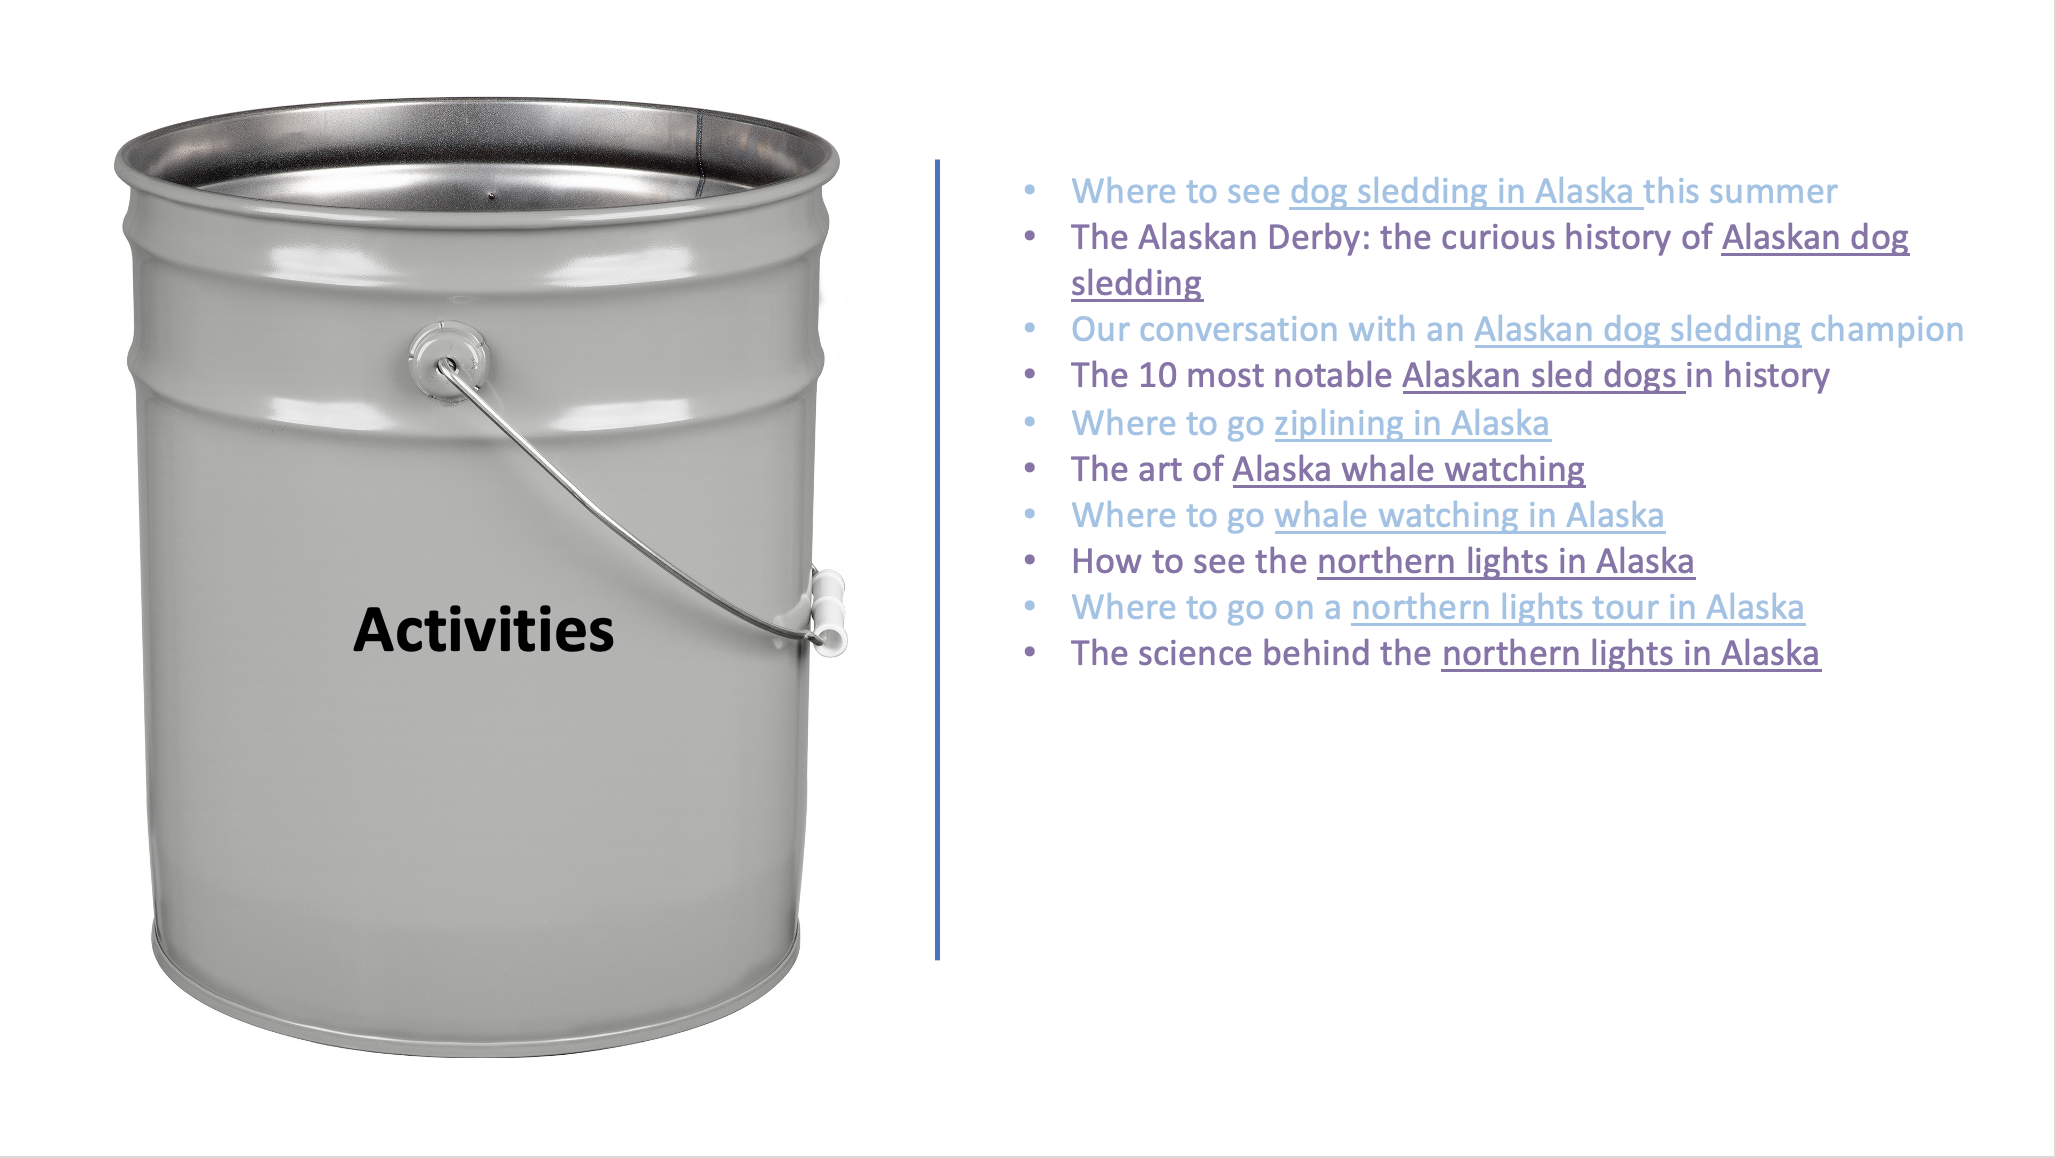 Activities
• Where to see dog sledding in Alaska this summer
• The Alaskan Derby: the curious history of Alaskan dog
sledding
• Our conversation with an Alaskan dog sledding champion
• The 10 most notable Alaskan sled dogs in history
• Where to go ziplining in Alaska
• The art of Alaska whale watching
• Where to go whale watching in Alaska
• How to see the northern lights in Alaska
• Where to go on a northern lights tour in Alaska
• The science behind the northern lights in Alaska